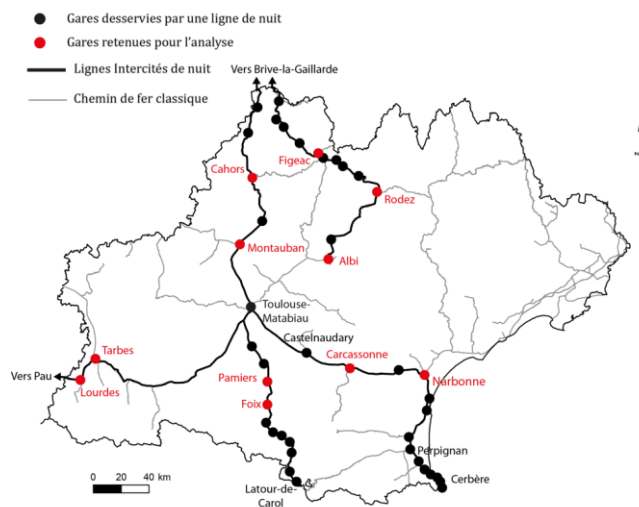 Gares desservies par une ligne de nuit
Gares retenues pour l'analyse
Lignes Intercités de nuit
Vers Brive-la-Gaillarde
Chemin de fer classique
Figeac
Cahors
Rodez
Montauban
Albi
Toulouse-
Matabiau
Castelnaudary
Tarbes
Carcassonne
Vers Pau
Pamiers
Narbonne
Lourdes
Foix
Perpignan
0 20 40 km
Cerbère
Latour-de-
Carol